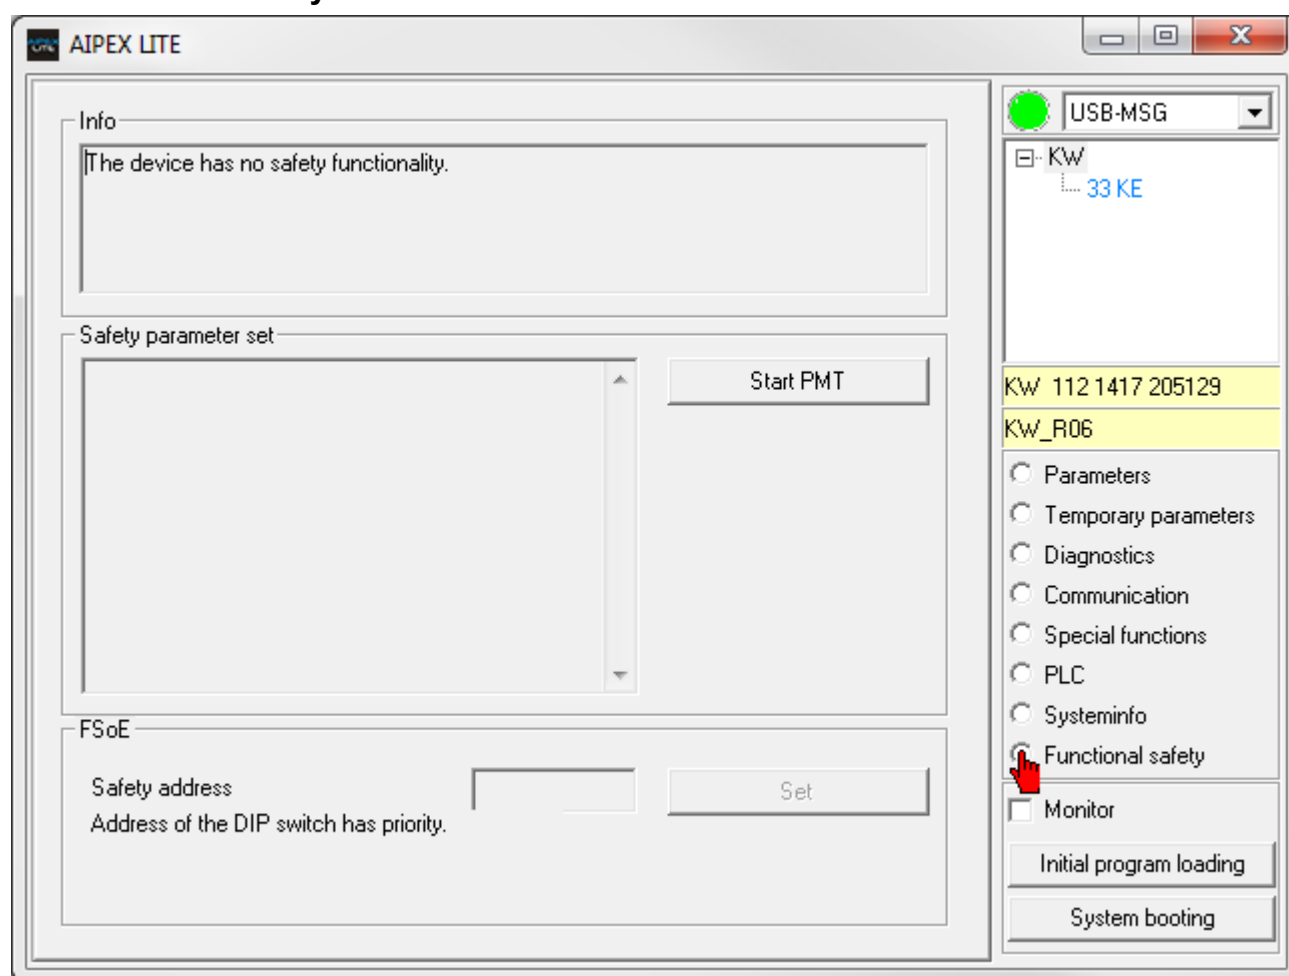 AIPEX LITE
Info
The device has no safety functionality.
Safety parameter set
Start PMT
FSoE
Safety address
Set
Address of the DIP switch has priority.
USB-MSG
KW
33 KE
KW 112 1417 205129
KW_R06
Parameters
Temporary parameters
Diagnostics
Communication
Special functions
PLC
Systeminfo
Functional safety
Monitor
Initial program loading
System booting